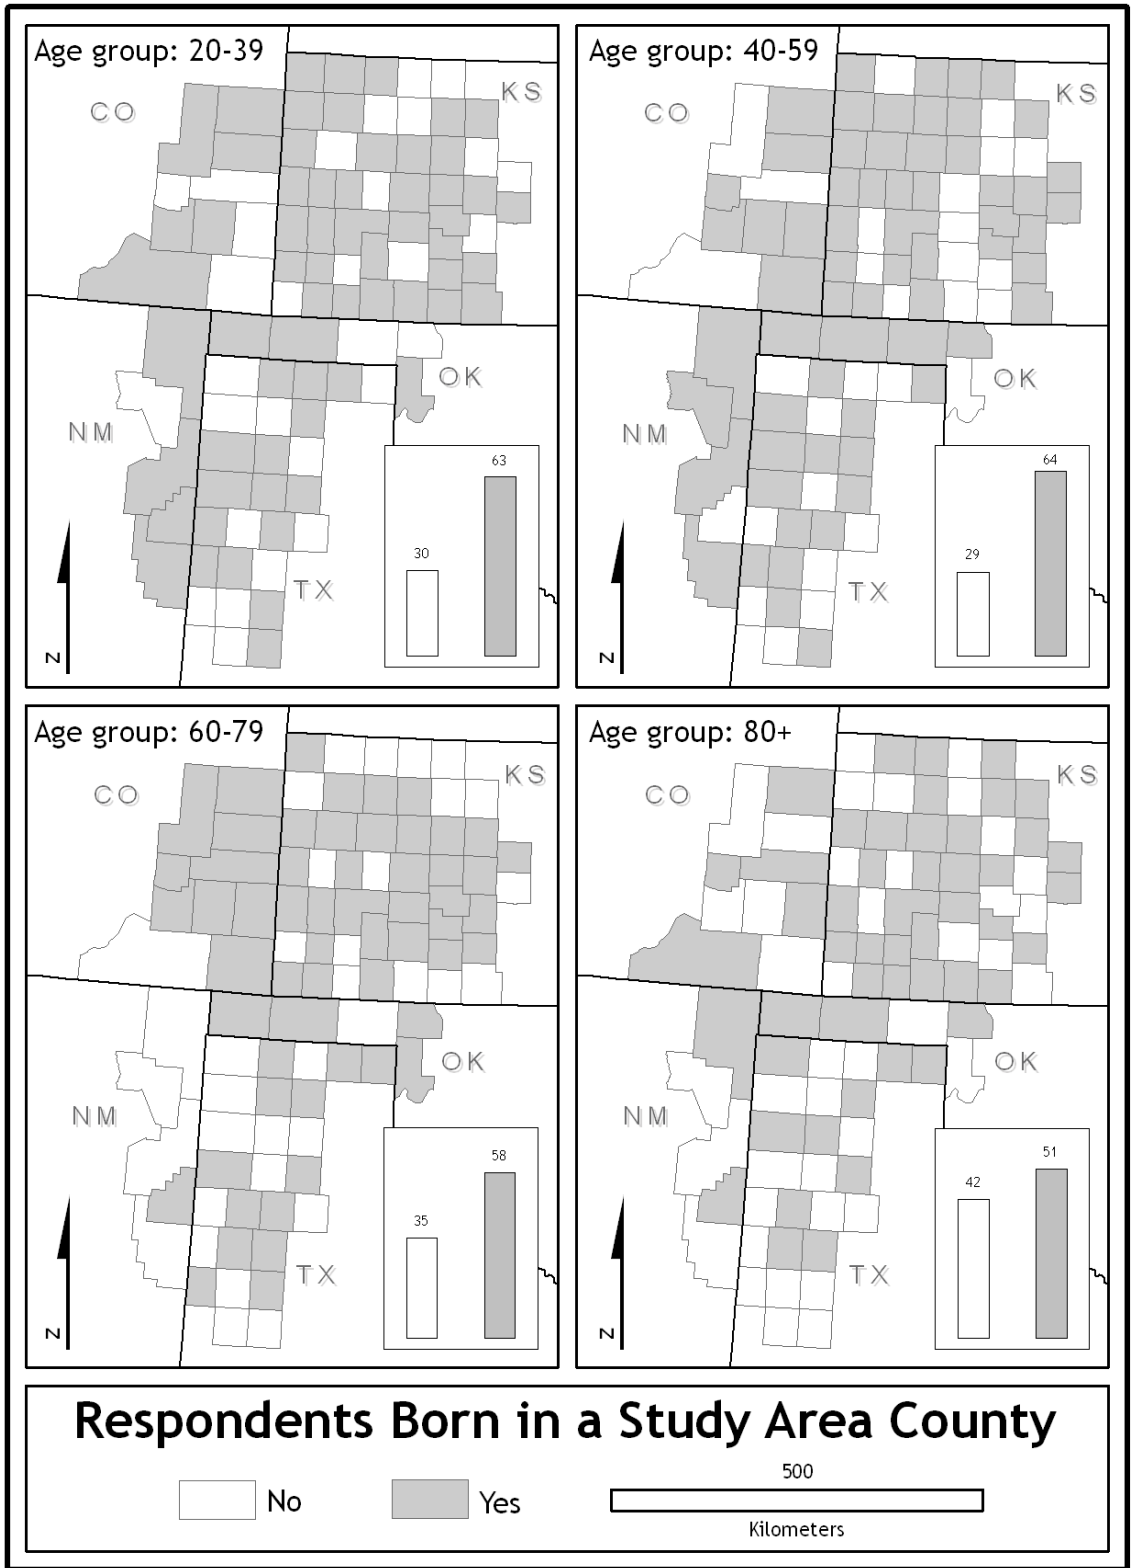 Age group: 20-39
CO
KS
NM
OK
TX
30
63
N
Age group: 40-59
CO
KS
NM
OK
TX
29
64
N
Age group: 60-79
CO
KS
NM
OK
TX
35
58
N
Age group: 80+
CO
KS
NM
OK
TX
42
51
N
Respondents Born in a Study Area County
No
Yes
500
Kilometers